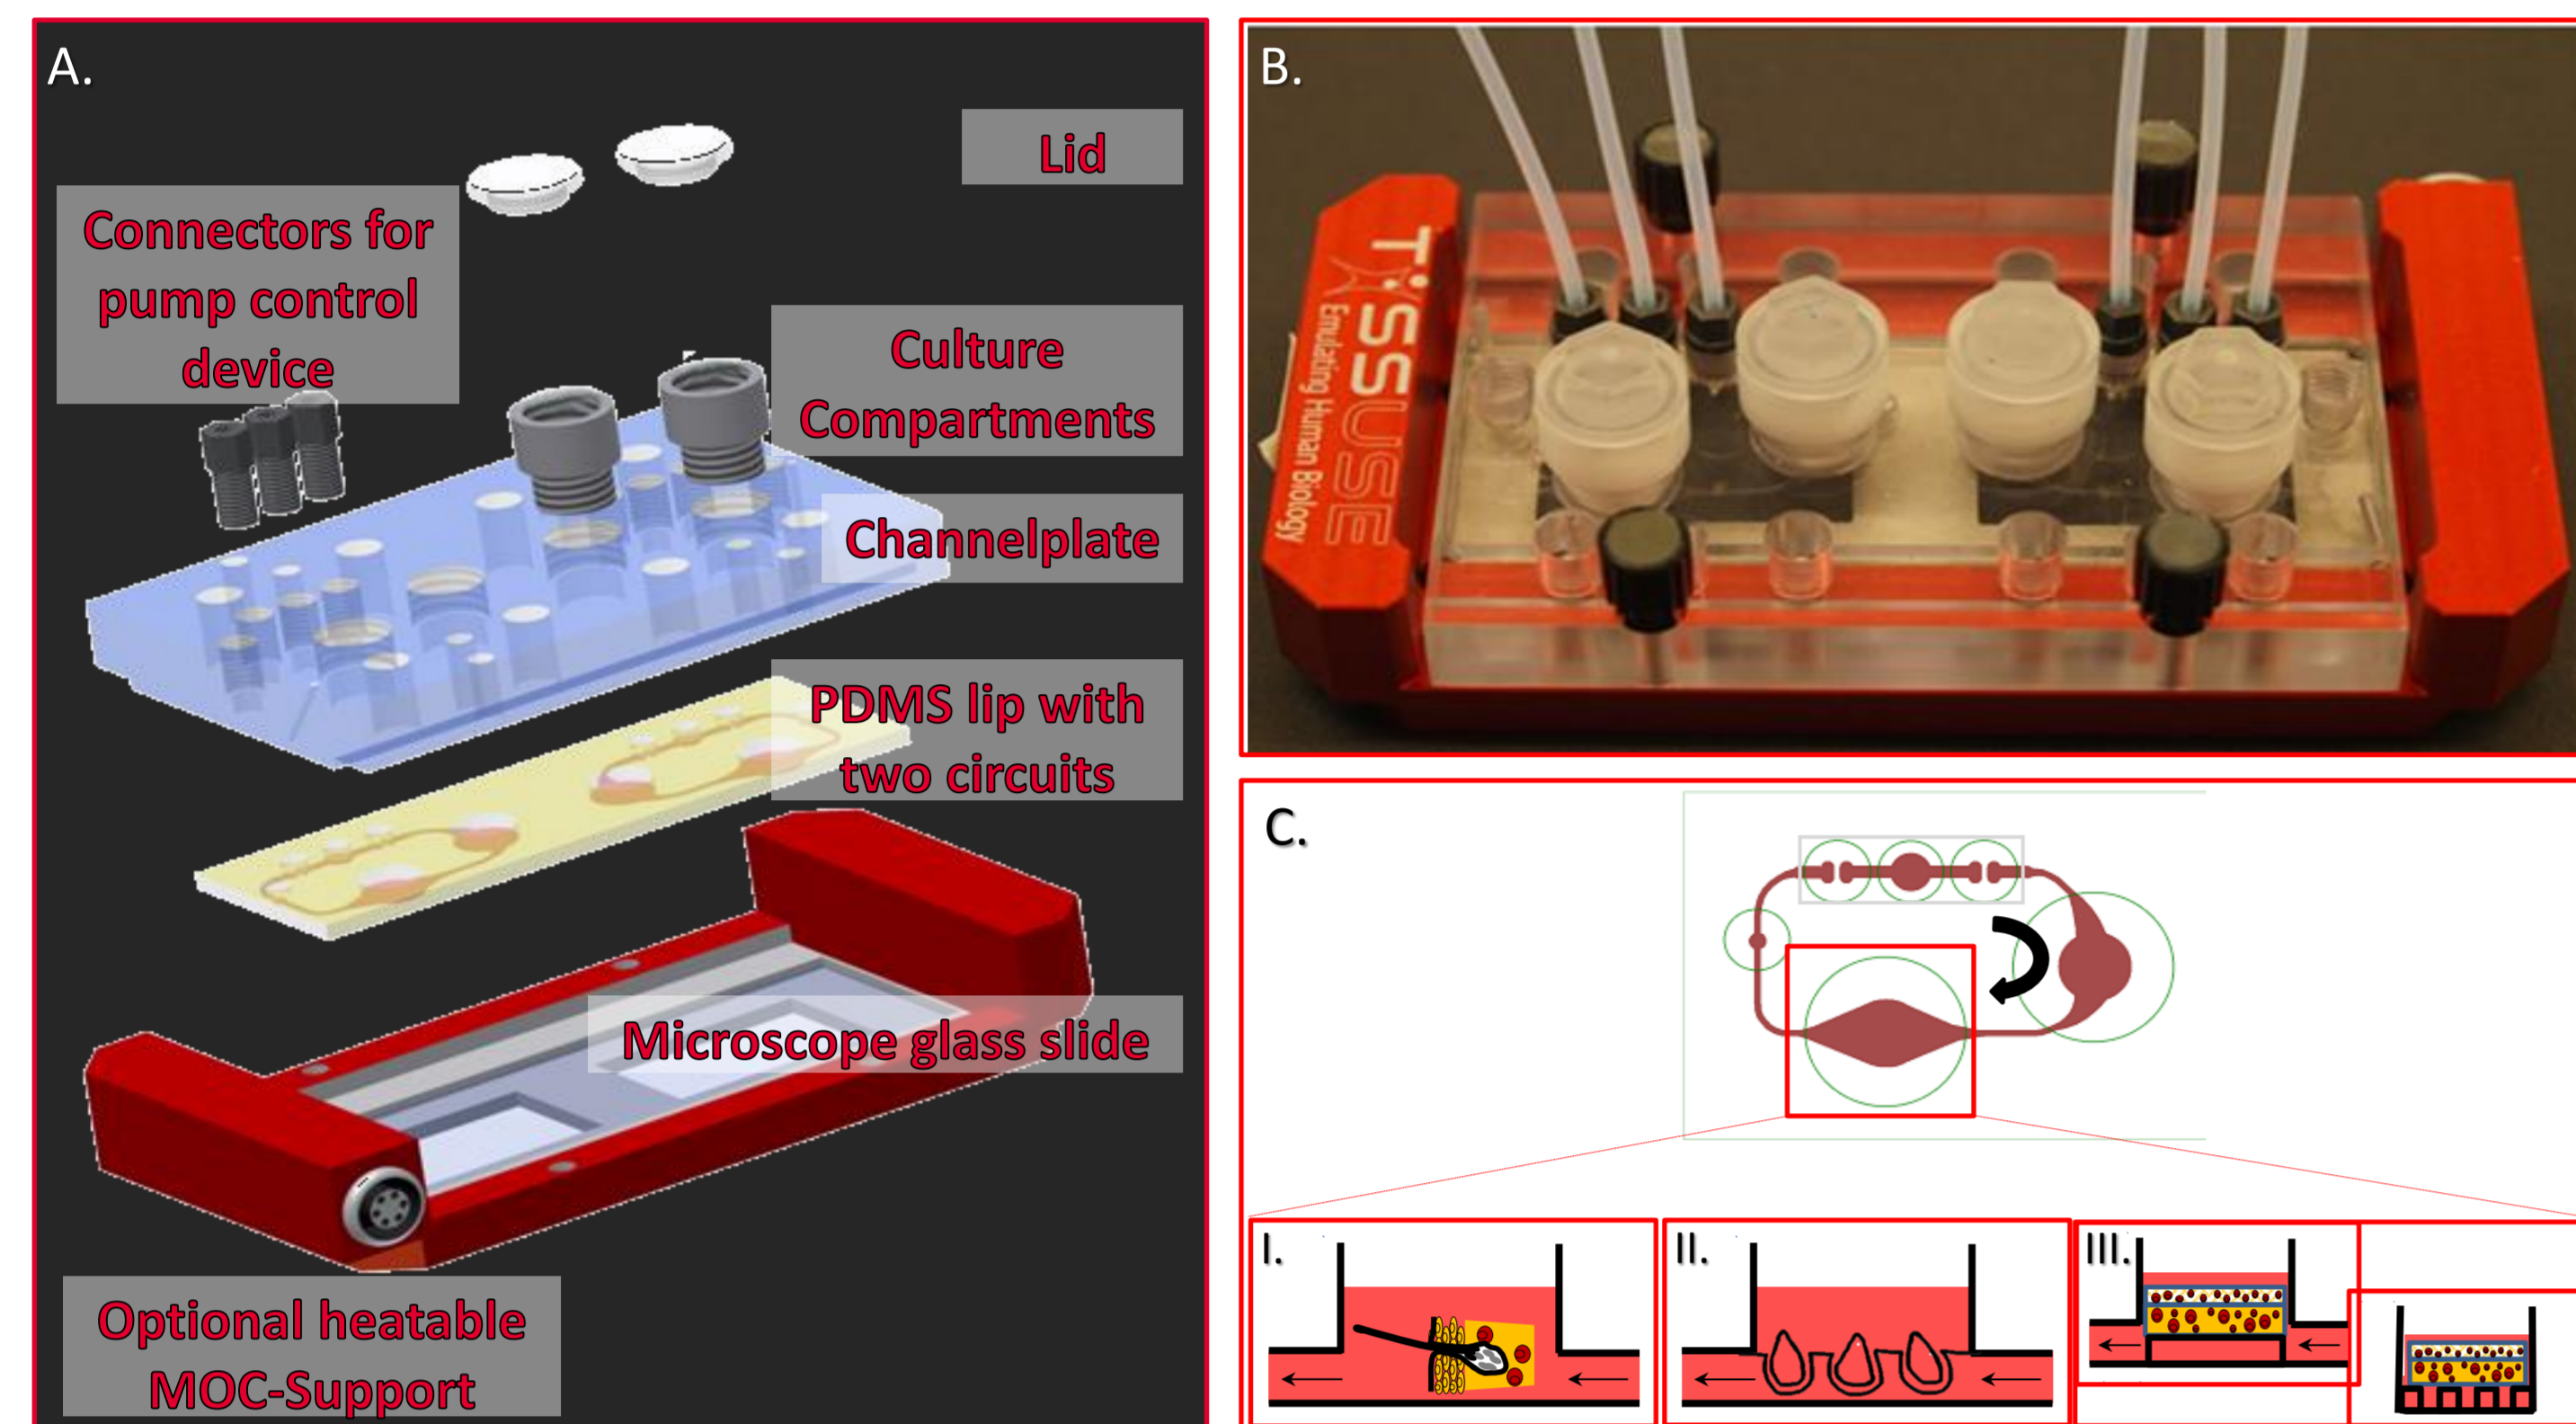 A.
Lid
Connectors for
pump control
device
Culture
Compartments
Channelplate
PDMS lip with
two circuits
Microscope glass slide
Optional heatable
MOC-Support
B.
TISSUSE
Emulating Human Biology
C.
I.
II.
III.